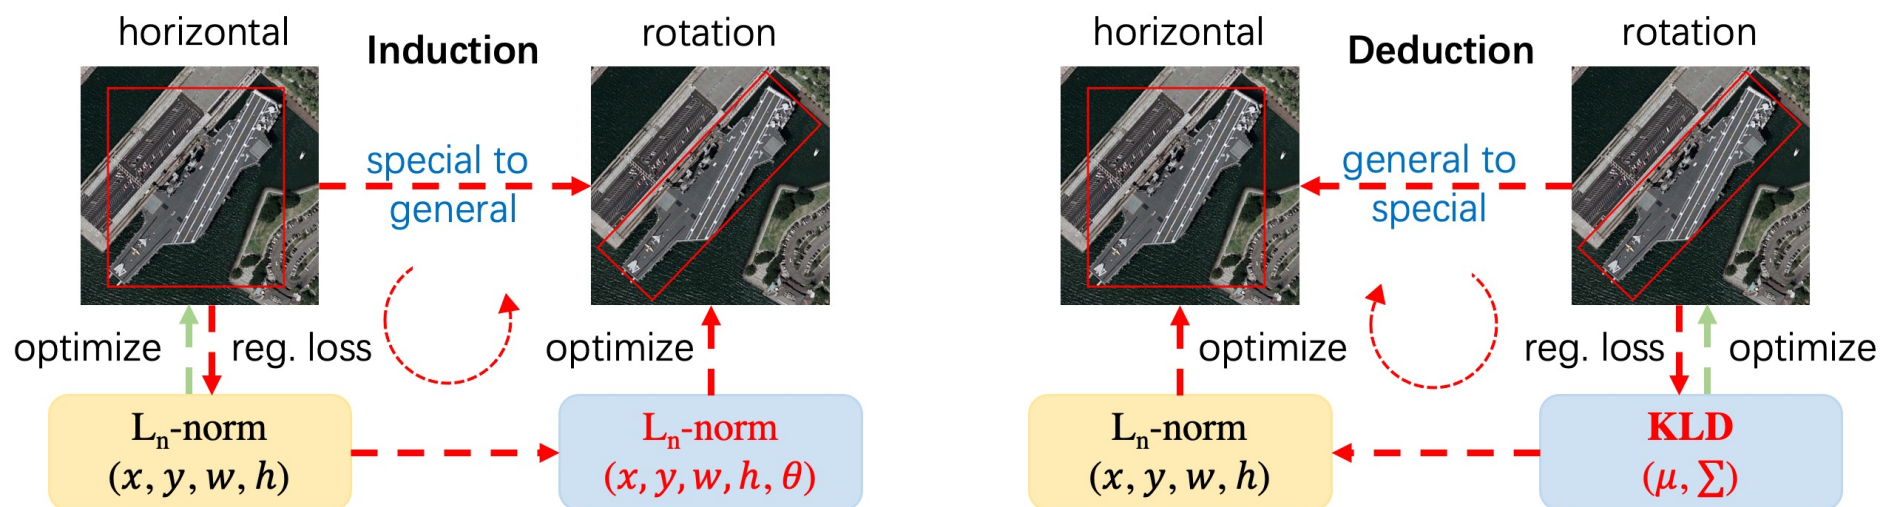 horizontal
Induction
rotation
special to
general
optimize
reg. loss
optimize
Lₙ-norm
(x, y, w, h)
Lₙ-norm
(x, y, w, h, θ)
horizontal
Deduction
rotation
general to
special
optimize
reg. loss
optimize
Lₙ-norm
(x, y, w, h)
KLD
(μ, ∑)